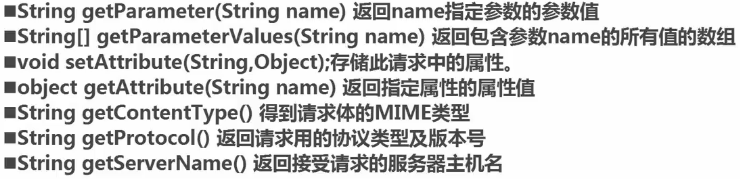 ■String getParameter(String name) 返回name指定参数的参数值
■String[] getParameterValues(String name) 返回包含参数name的所有值的数组
■void setAttribute(String,Object);存储此请求中的属性。
■object getAttribute(String name) 返回指定属性的属性值
■String getContentType() 得到请求体的MIME类型
■String getProtocol() 返回请求用的协议类型及版本号
■String getServerName() 返回接受请求的服务器主机名